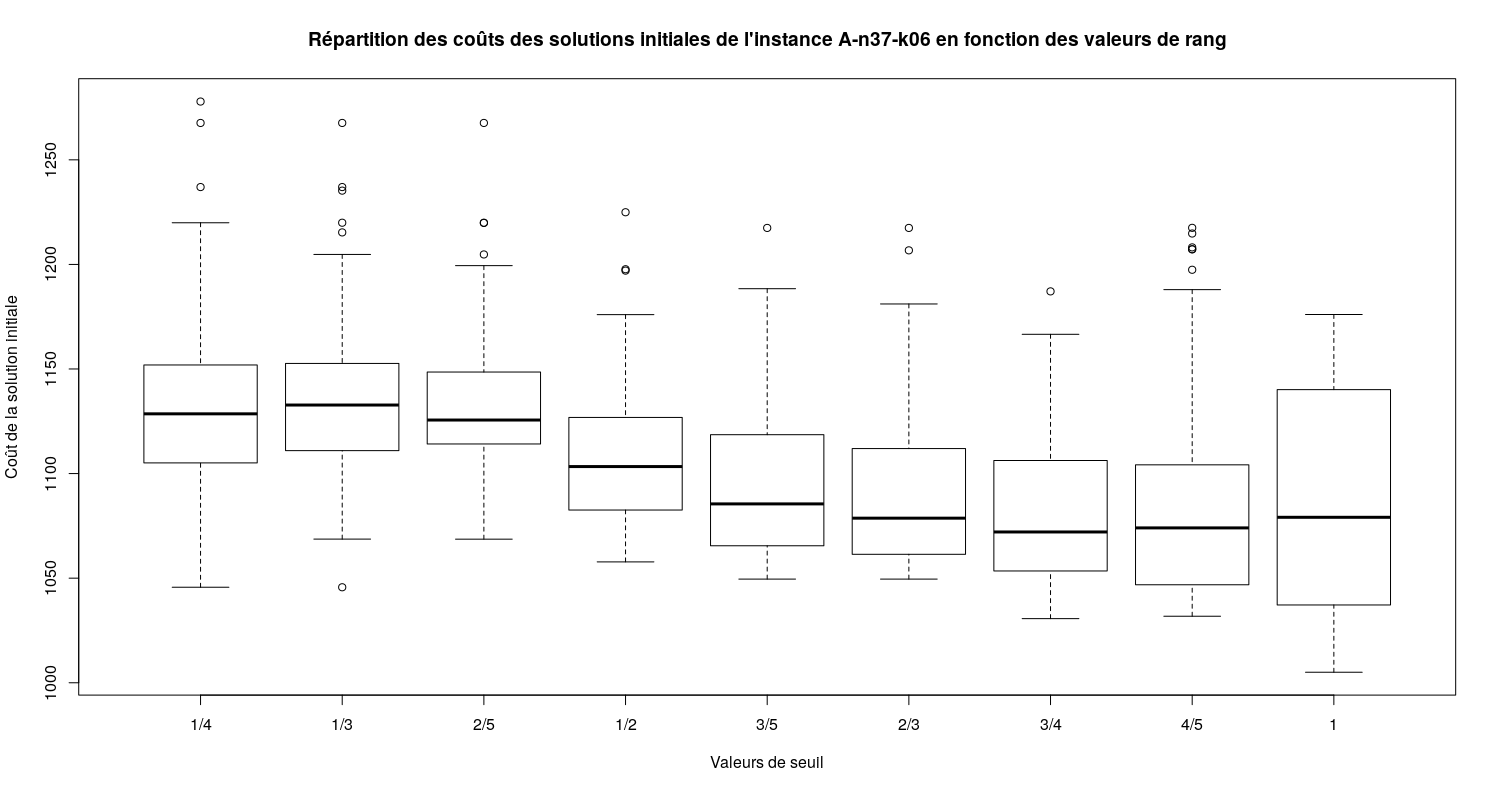 Répartition des coûts des solutions initiales de l'instance A-n37-k06 en fonction des valeurs de rang
Coût de la solution initiale
1250
1200
1150
1100
1050
1000
1/4 1/3 2/5 1/2 3/5 2/3 3/4 4/5 1
Valeurs de seuil